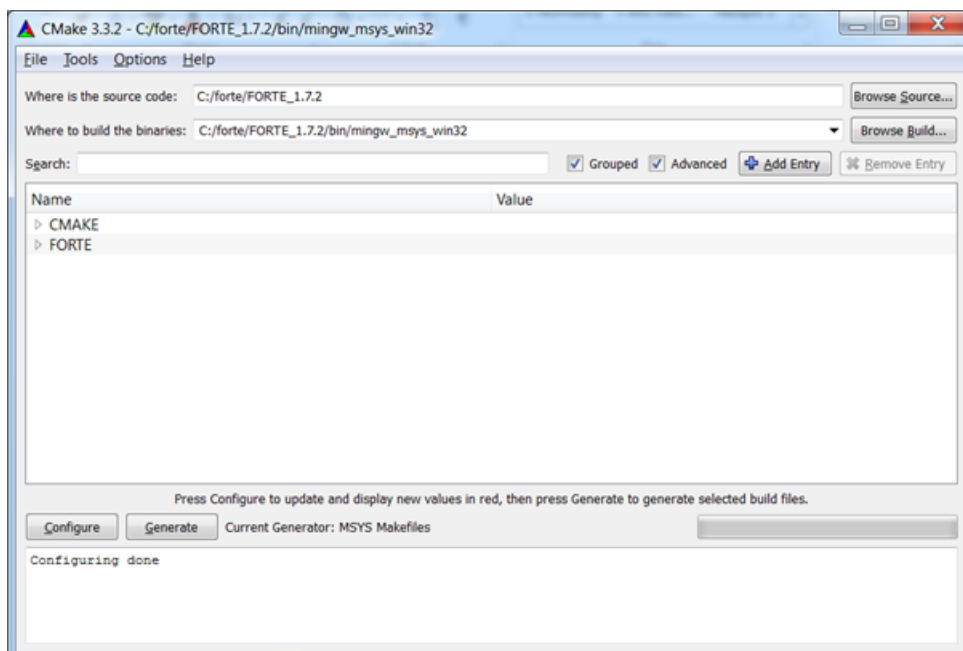 CMake 3.3.2 - C:/forte/FORTE_1.7.2/bin/mingw_msys_win32
File Tools Options Help
Where is the source code: C:/forte/FORTE_1.7.2 Browse Source...
Where to build the binaries: C:/forte/FORTE_1.7.2/bin/mingw_msys_win32 Browse Build...
Search: Grouped Advanced Add Entry Remove Entry
Name Value
CMAKE
FORTE
Press Configure to update and display new values in red, then press Generate to generate selected build files.
Configure Generate Current Generator: MSYS Makefiles
Configuring done